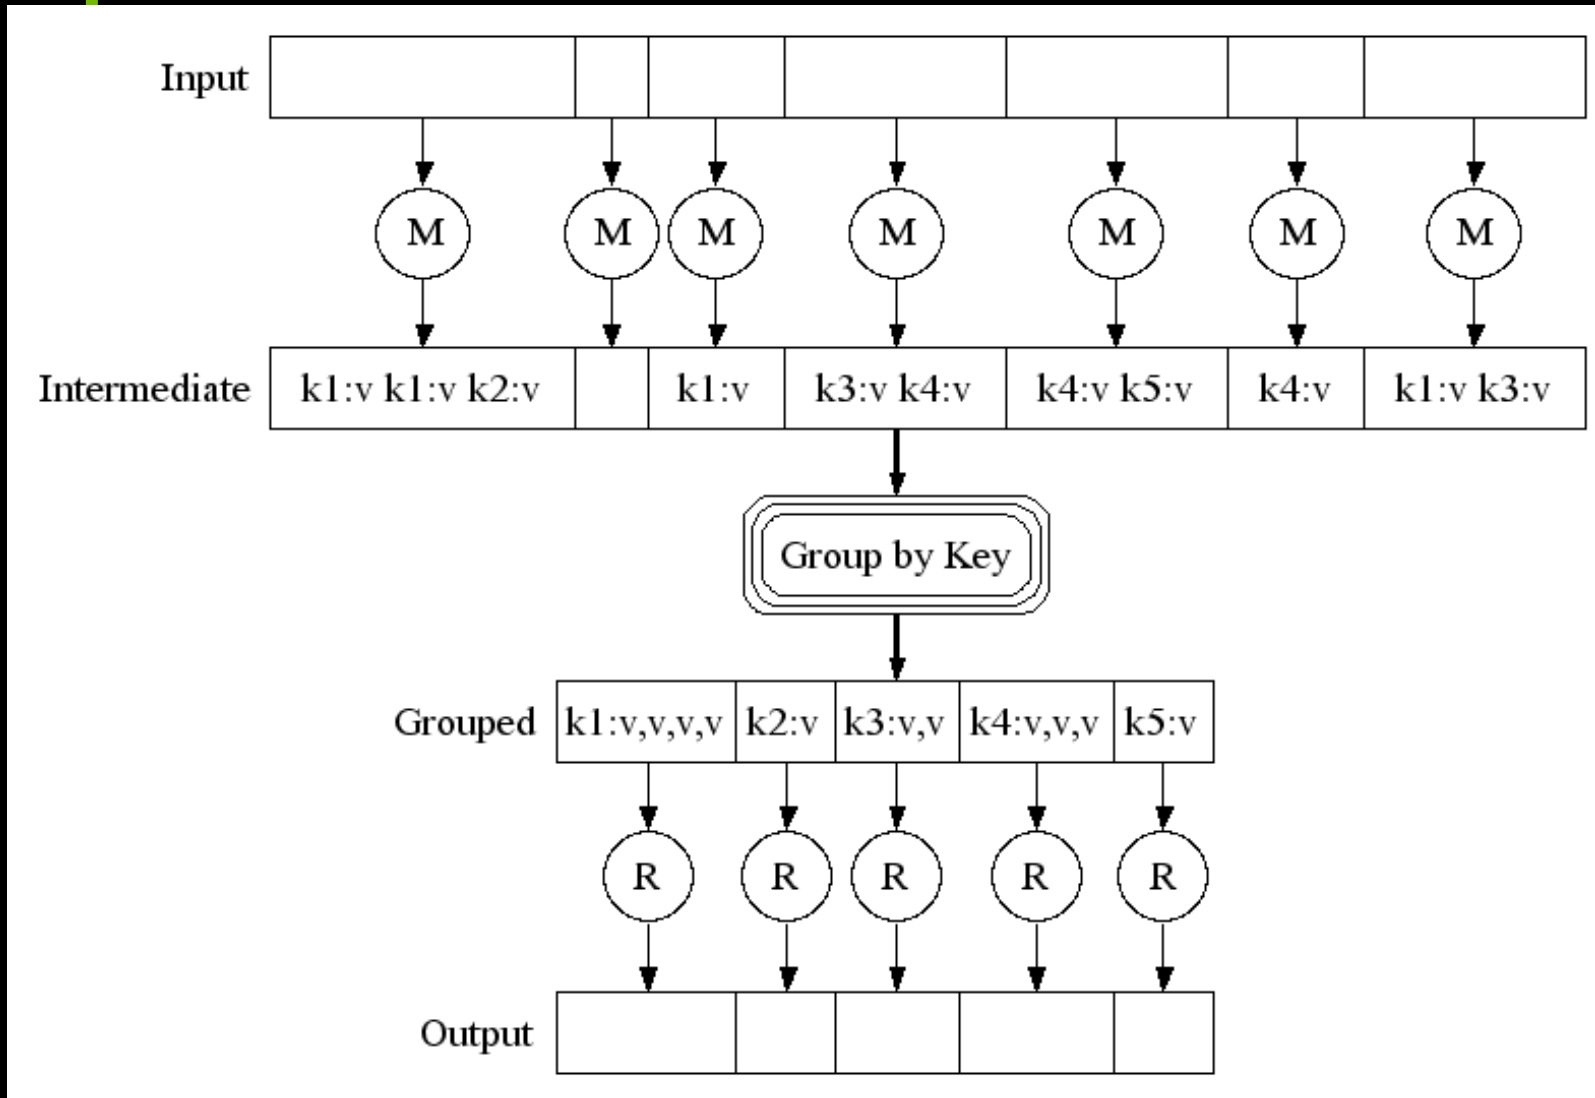 Input
M M M M M M M
Intermediate k1:v k1:v k2:v k1:v k3:v k4:v k4:v k5:v k4:v k1:v k3:v
Group by Key
Grouped k1:v,v,v,v k2:v k3:v,v k4:v,v,v k5:v
R R R R R
Output